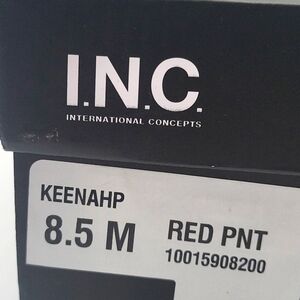 I.N.C.
INTERNATIONAL CONCEPTS
KEENAHP
8.5 M
RED PNT
10015908200